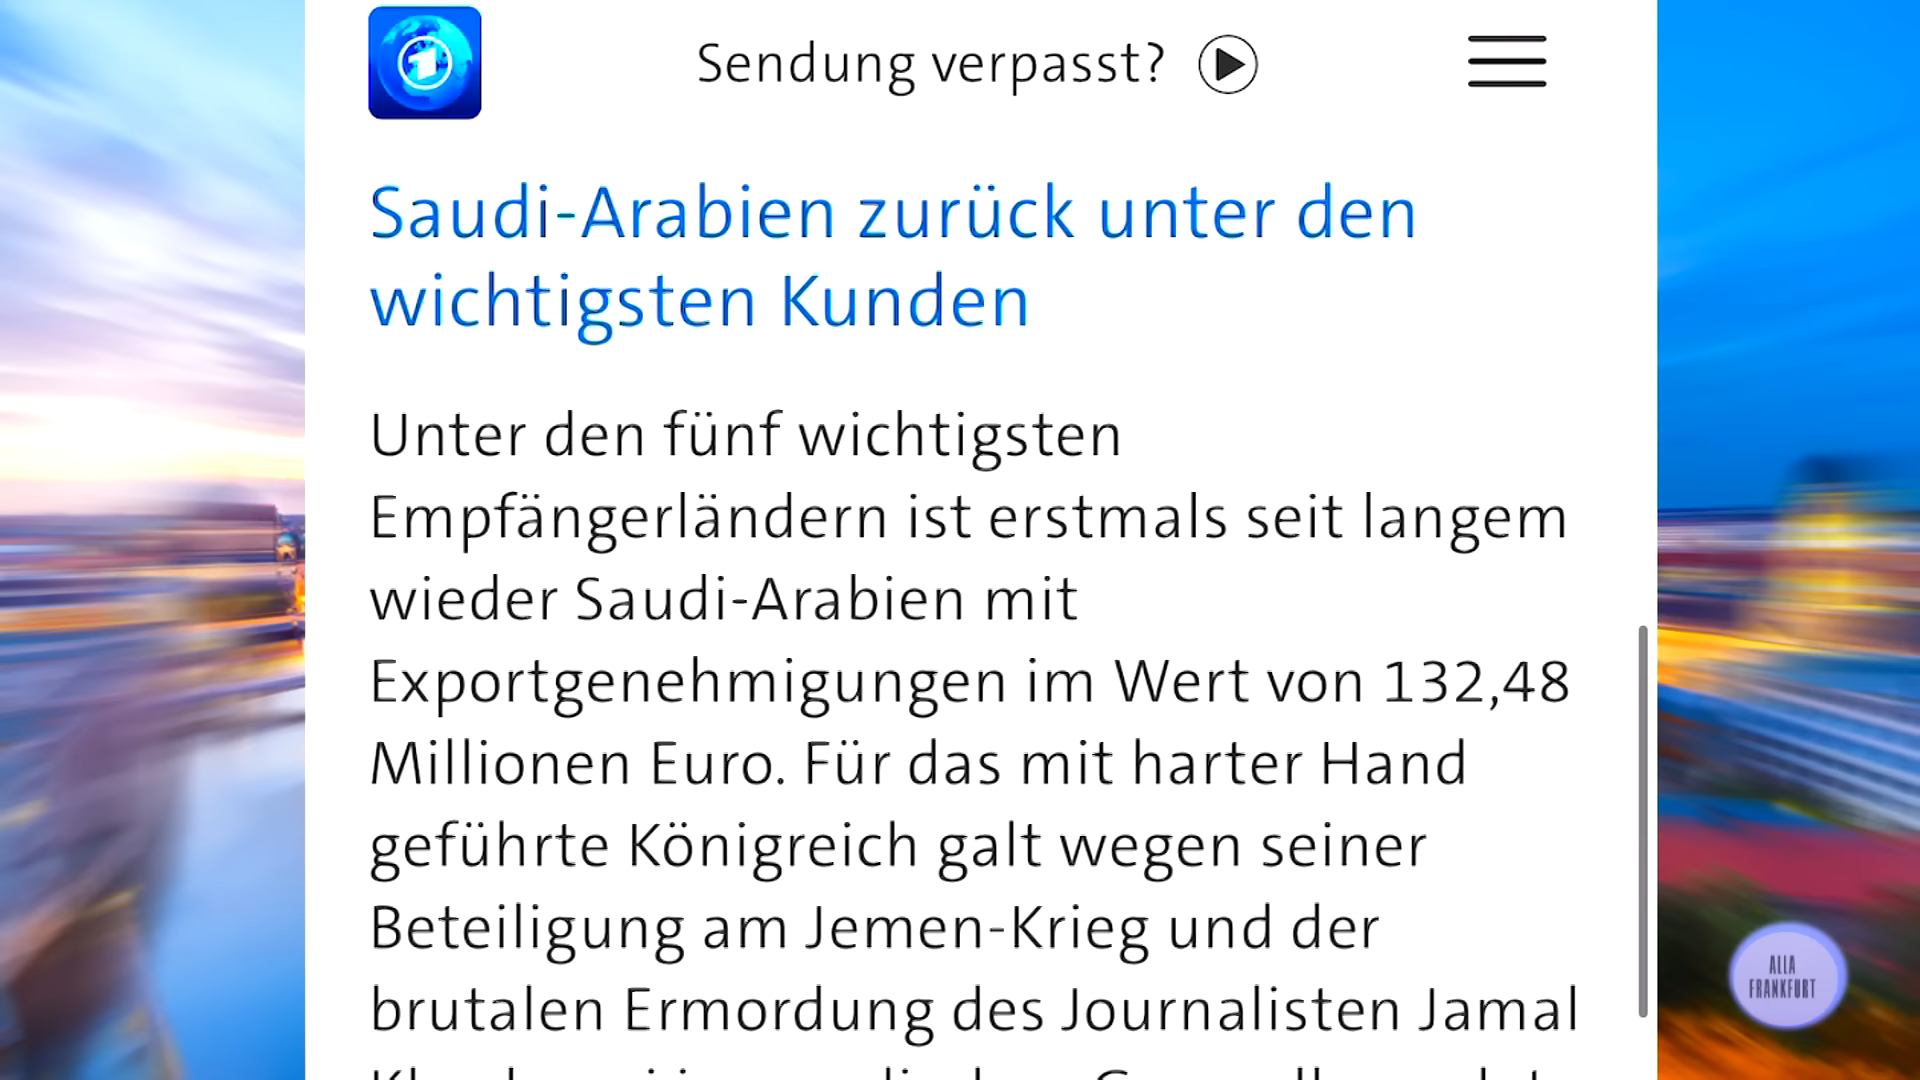 Sendung verpasst?
Saudi-Arabien zurück unter den
wichtigsten Kunden
Unter den fünf wichtigsten
Empfängerländern ist erstmals seit langem
wieder Saudi-Arabien mit
Exportgenehmigungen im Wert von 132,48
Millionen Euro. Für das mit harter Hand
geführte Königreich galt wegen seiner
Beteiligung am Jemen-Krieg und der
brutalen Ermordung des Journalisten Jamal
ALLA
FRANKFURT